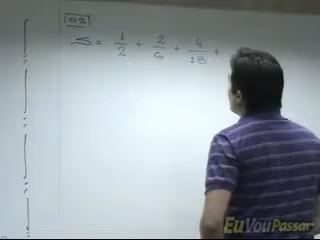 02
S = 1/2 + 2/6 + 4/18 +
EuVouPassar